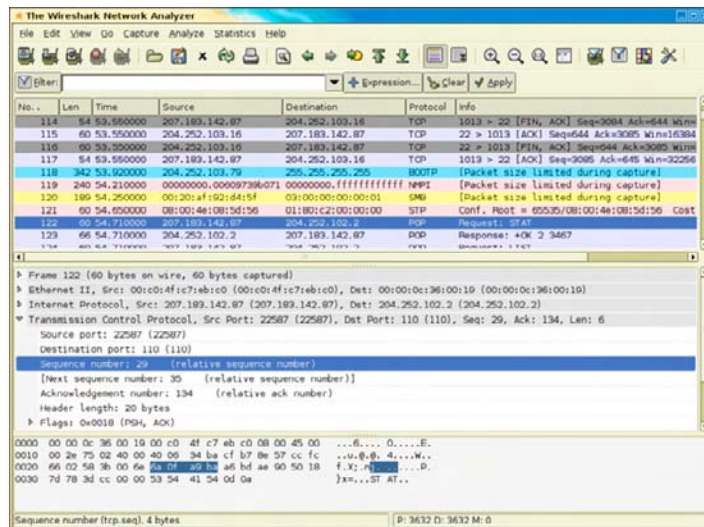 The Wireshark Network Analyzer
File Edit View Go Capture Analyze Statistics Help
Filter: Expression... Clear Apply
No. . Len Time Source Destination Protocol Info
114 54 53.550000 207.183.142.87 204.252.103.16 TCP 1013 > 22 [FIN, ACK] Seq=3084 Ack=644 Win=
115 60 53.550000 204.252.103.16 207.183.142.87 TCP 22 > 1013 [ACK] Seq=644 Ack=3085 Win=16384
116 60 53.550000 204.252.103.16 207.183.142.87 TCP 22 > 1013 [FIN, ACK] Seq=644 Ack=3085 Win=
117 54 53.550000 207.183.142.87 204.252.103.16 TCP 1013 > 22 [ACK] Seq=3085 Ack=645 Win=32256
118 342 53.920000 204.252.103.79 255.255.255.255 BOOTP [Packet size limited during capture]
119 240 54.210000 00000000.00609739b071 00000000.ffffffffffff NMPI [Packet size limited during capture]
120 189 54.250000 00:20:af:92:d4:5f 03:00:00:00:00:01 SMB [Packet size limited during capture]
121 60 54.650000 08:00:4e:08:5d:56 01:80:c2:00:00:00 STP Conf. Root = 65535/08:00:4e:08:5d:56 Cost
122 60 54.710000 207.183.142.87 204.252.102.2 POP Request: STAT
123 66 54.710000 204.252.102.2 207.183.142.87 POP Response: +OK 2 3467
Frame 122 (60 bytes on wire, 60 bytes captured)
Ethernet II, Src: 00:c0:4f:c7:eb:c0 (00:c0:4f:c7:eb:c0), Dst: 00:00:0c:36:00:19 (00:00:0c:36:00:19)
Internet Protocol, Src: 207.183.142.87 (207.183.142.87), Dst: 204.252.102.2 (204.252.102.2)
Transmission Control Protocol, Src Port: 22587 (22587), Dst Port: 110 (110), Seq: 29, Ack: 134, Len: 6
Source port: 22587 (22587)
Destination port: 110 (110)
Sequence number: 29 (relative sequence number)
[Next sequence number: 35 (relative sequence number)]
Acknowledgement number: 134 (relative ack number)
Header length: 20 bytes
Flags: 0x0018 (PSH, ACK)
0000 00 00 0c 36 00 19 00 c0 4f c7 eb c0 08 00 45 00 ...6.... O.....E.
0010 00 2e 75 02 40 00 40 06 34 ba cf b7 8e 57 cc fc ..u.@.@. 4....W..
0020 66 02 58 3b 00 6e 6a 0f a9 ba a6 bd ae 90 50 18 f.X;.nj. ......P.
0030 7d 78 3d cc 00 00 53 54 41 54 0d 0a }x=...ST AT..
Sequence number (tcp.seq), 4 bytes P: 3632 D: 3632 M: 0